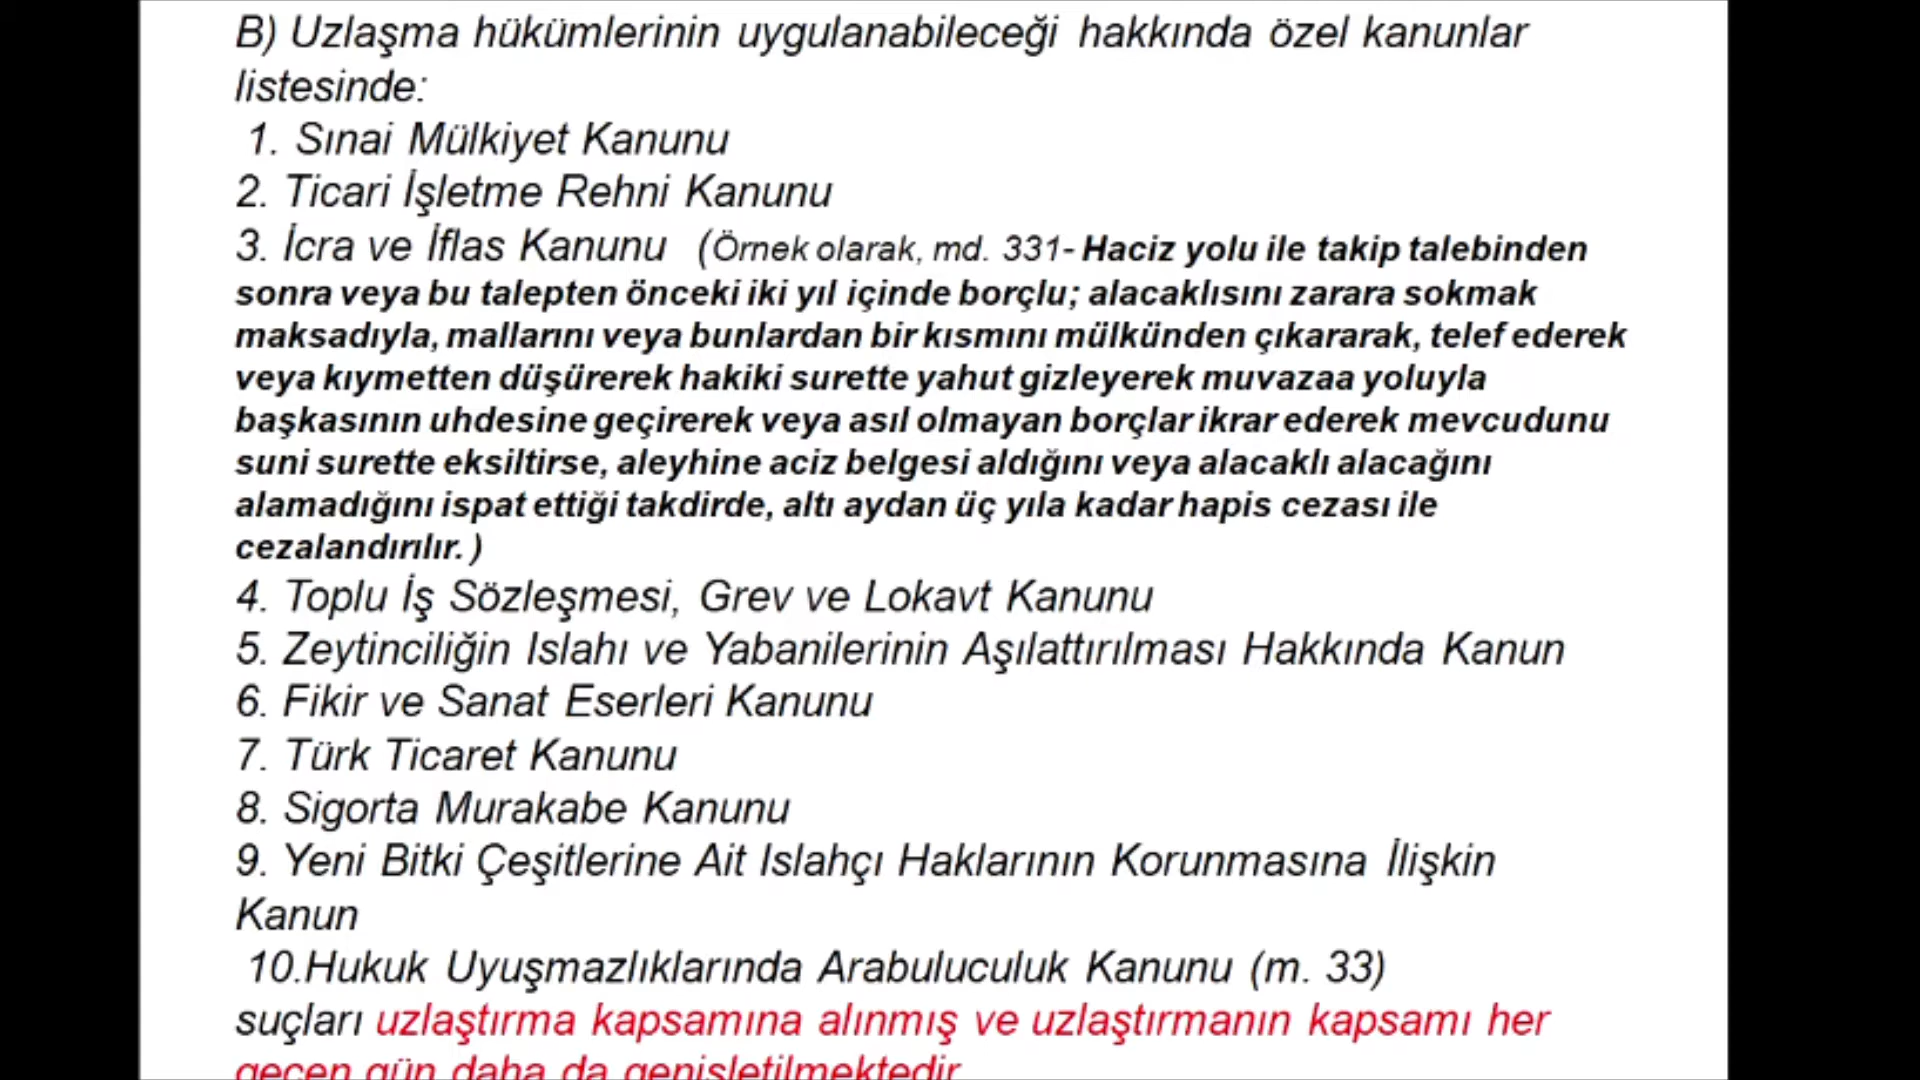 B) Uzlaşma hükümlerinin uygulanabileceği hakkında özel kanunlar
listesinde:
1. Sınai Mülkiyet Kanunu
2. Ticari İşletme Rehni Kanunu
3. İcra ve İflas Kanunu (Örnek olarak, md. 331- Haciz yolu ile takip talebinden
sonra veya bu talepten önceki iki yıl içinde borçlu; alacaklısını zarara sokmak
maksadıyla, mallarını veya bunlardan bir kısmını mülkünden çıkararak, telef ederek
veya kıymetten düşürerek hakiki surette yahut gizleyerek muvazaa yoluyla
başkasının uhdesine geçirerek veya asıl olmayan borçlar ikrar ederek mevcudunu
suni surette eksiltirse, aleyhine aciz belgesi aldığını veya alacaklı alacağını
alamadığını ispat ettiği takdirde, altı aydan üç yıla kadar hapis cezası ile
cezalandırılır. )
4. Toplu İş Sözleşmesi, Grev ve Lokavt Kanunu
5. Zeytinciliğin Islahı ve Yabanilerinin Aşılattırılması Hakkında Kanun
6. Fikir ve Sanat Eserleri Kanunu
7. Türk Ticaret Kanunu
8. Sigorta Murakabe Kanunu
9. Yeni Bitki Çeşitlerine Ait Islahçı Haklarının Korunmasına İlişkin
Kanun
10.Hukuk Uyuşmazlıklarında Arabuluculuk Kanunu (m. 33)
suçları uzlaştırma kapsamına alınmış ve uzlaştırmanın kapsamı her
geçen gün daha da genişletilmektedir